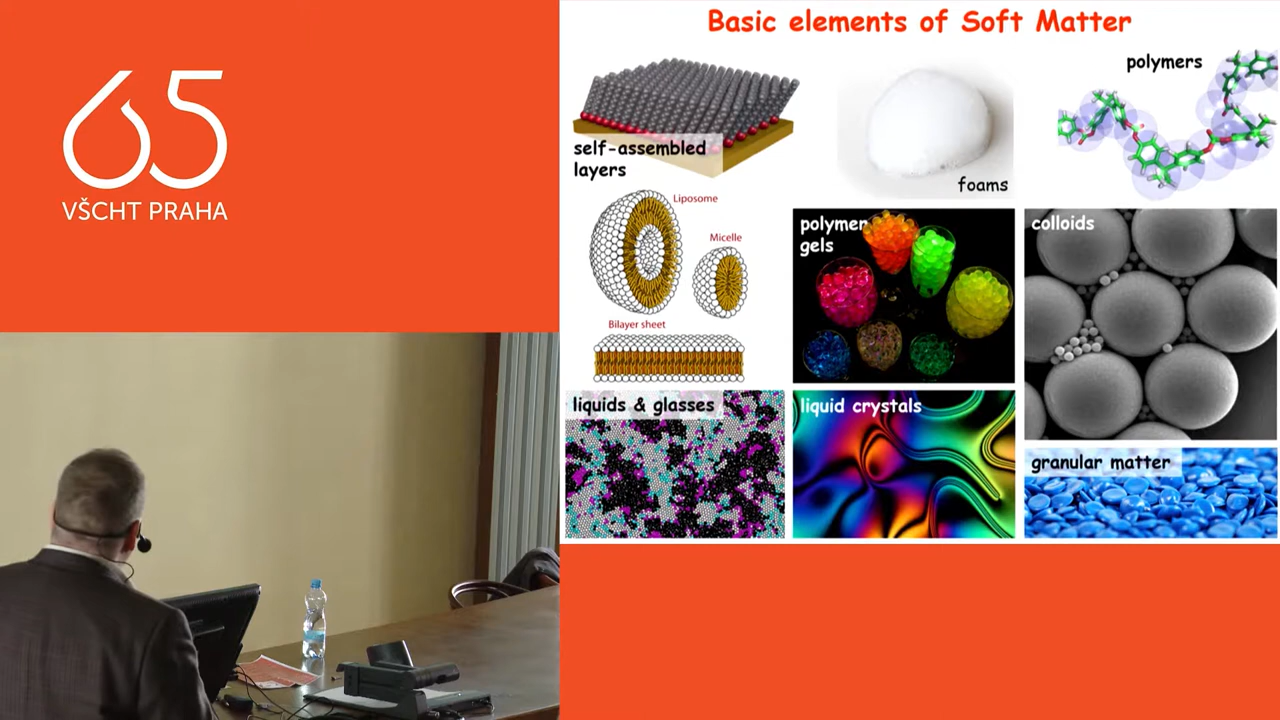 65
VŠCHT PRAHA
Basic elements of Soft Matter
self-assembled
layers
foams
polymers
Liposome
Micelle
Bilayer sheet
polymer
gels
colloids
liquids & glasses
liquid crystals
granular matter